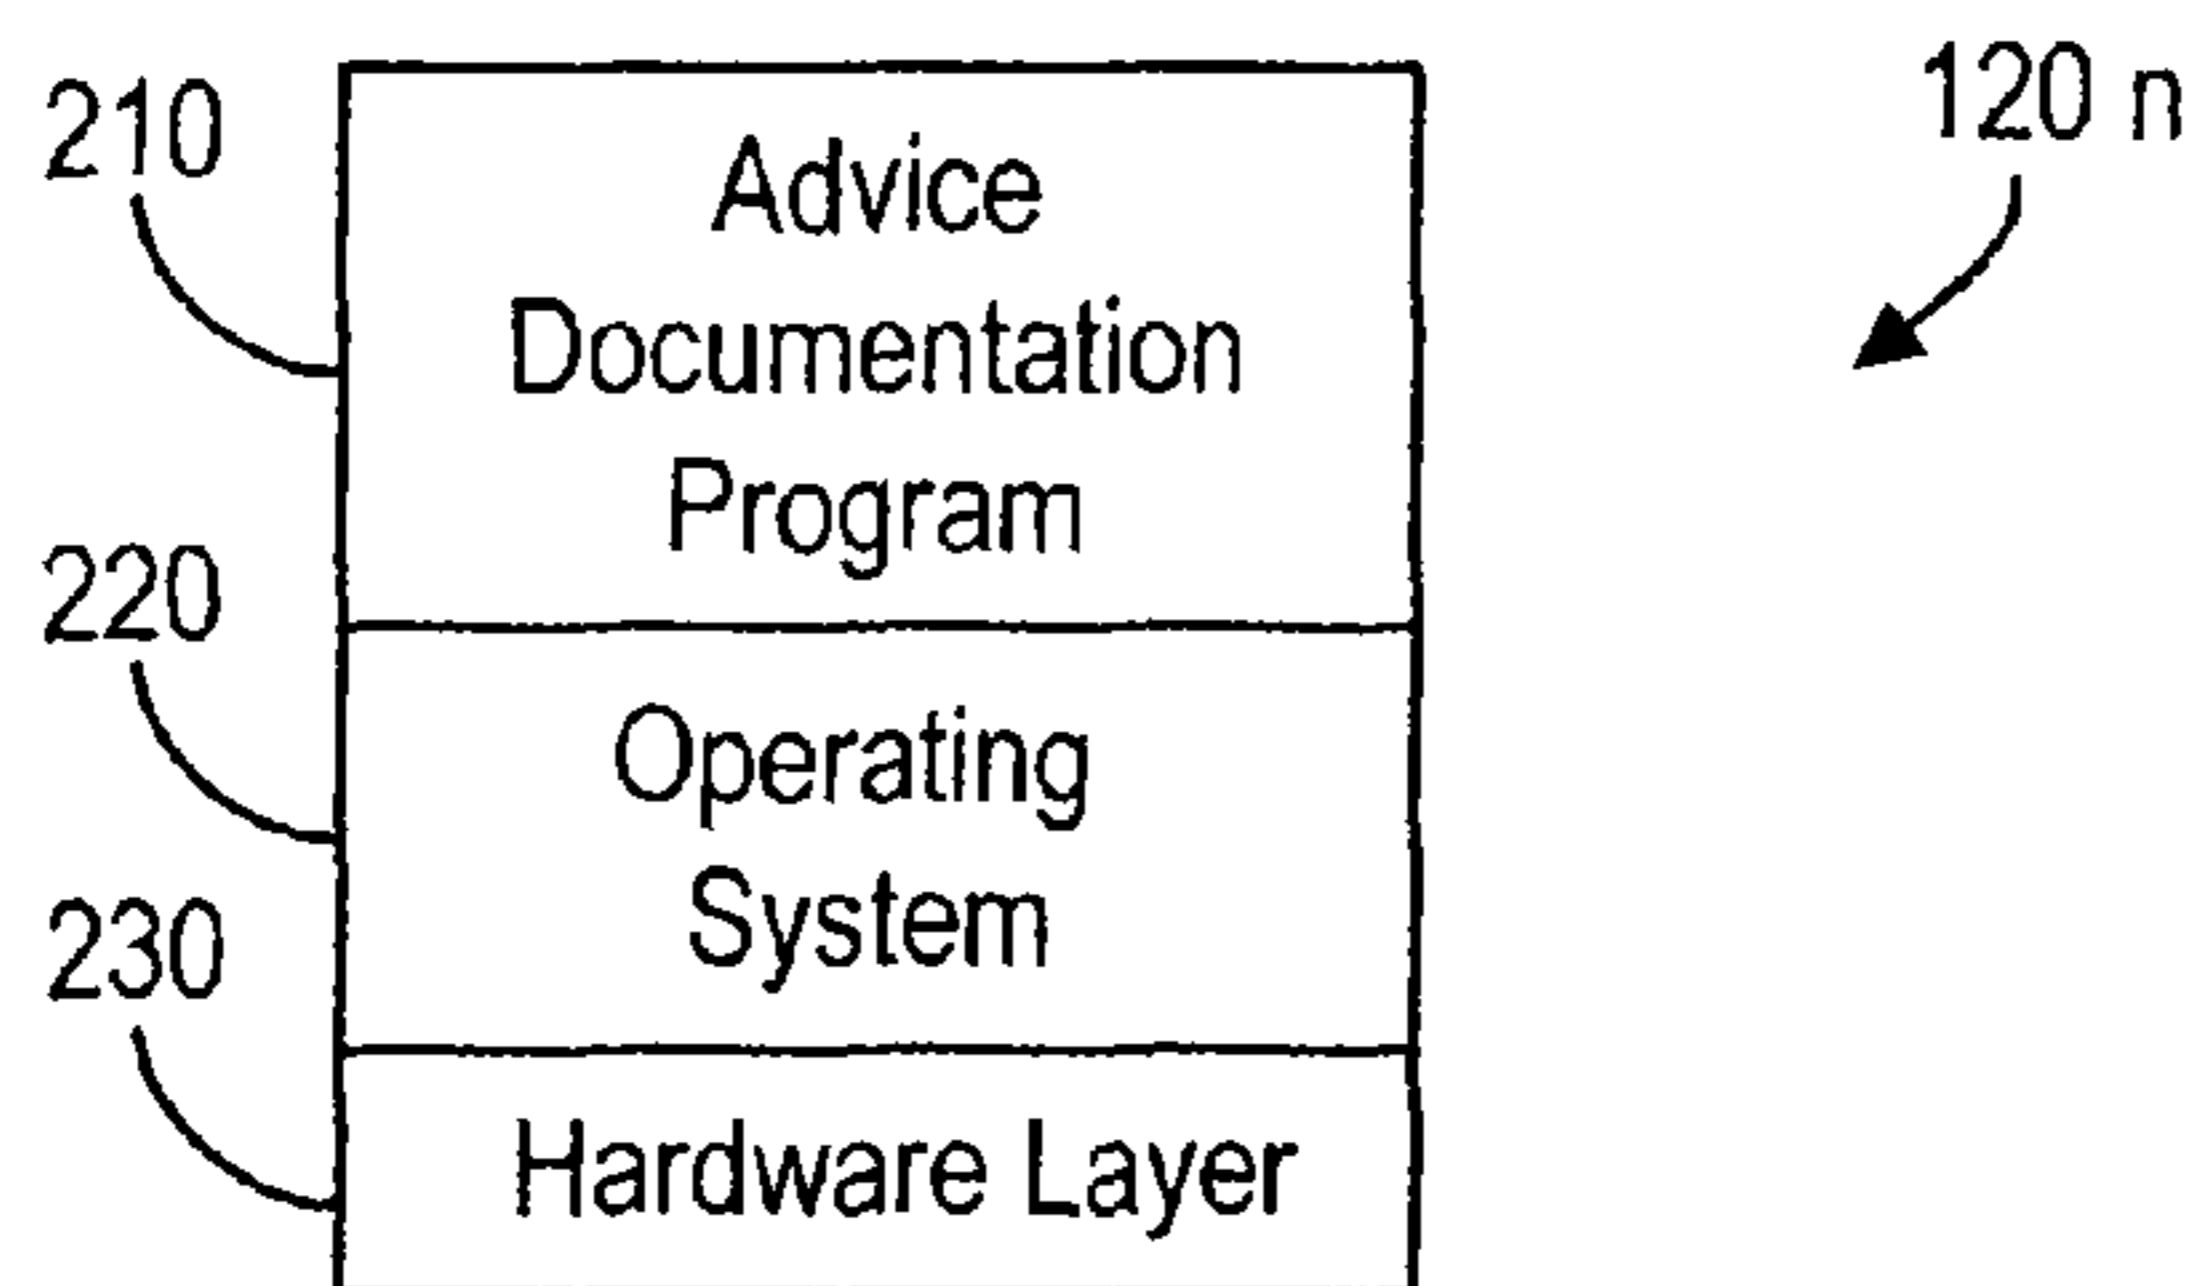 210
120 n
Advice
Documentation
Program
220
Operating
System
230
Hardware Layer